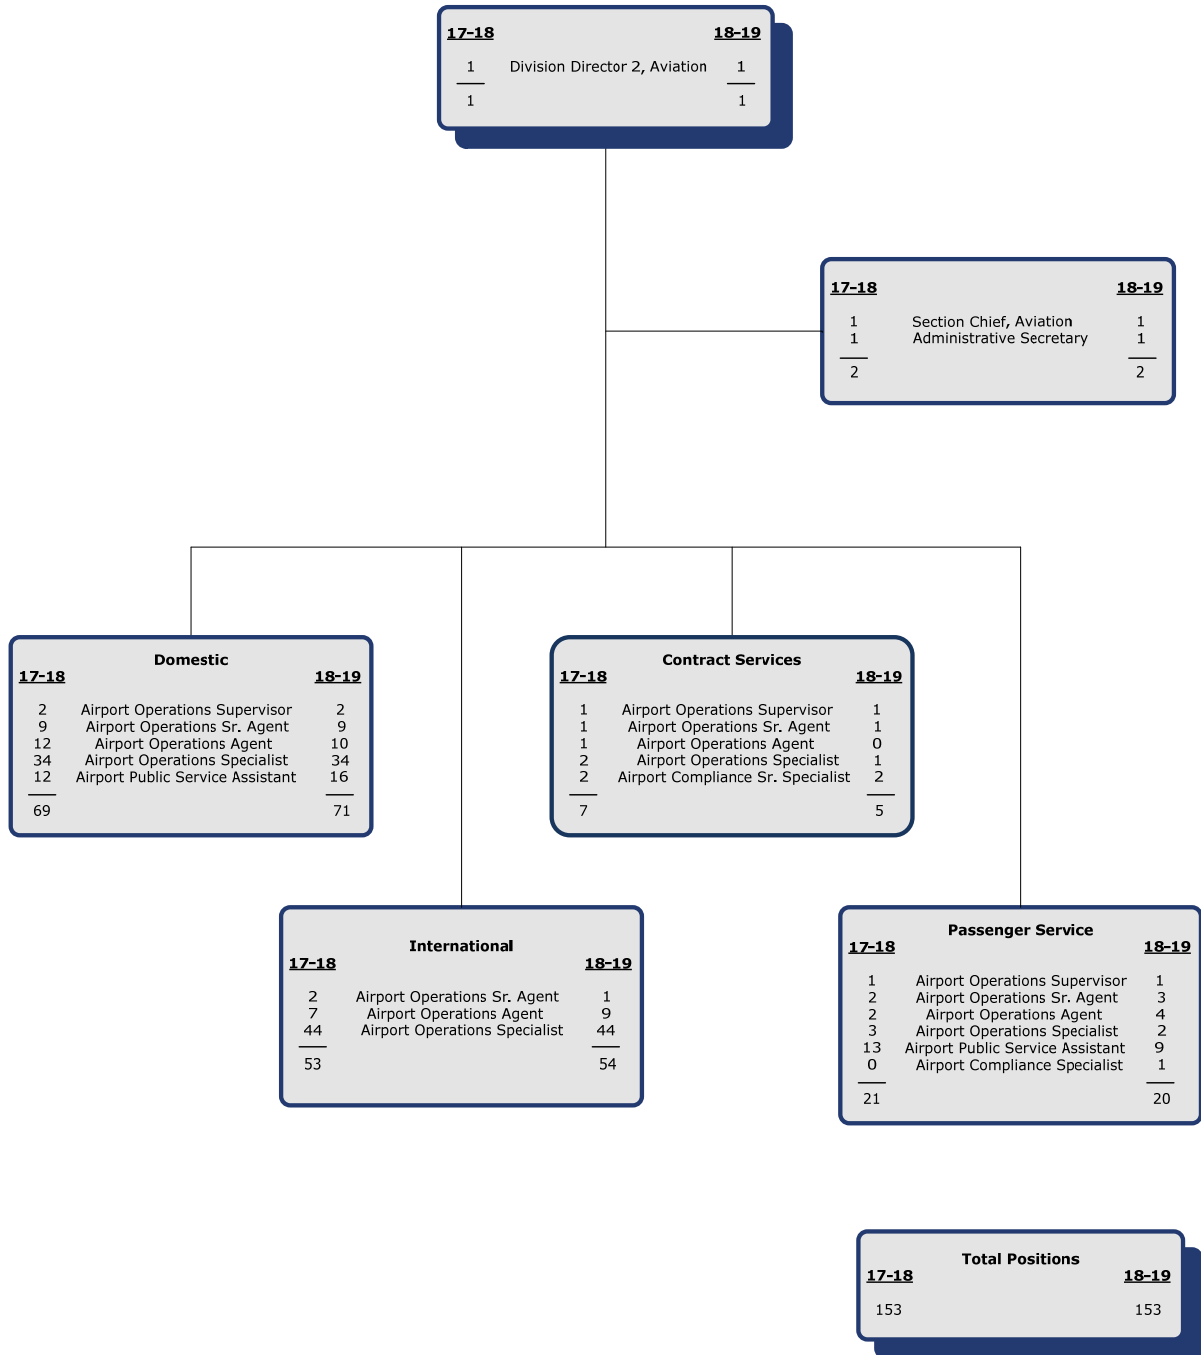 17-18 18-19
1 Division Director 2, Aviation 1
1 1
17-18 18-19
1 Section Chief, Aviation 1
1 Administrative Secretary 1
2 2
Domestic
17-18 18-19
2 Airport Operations Supervisor 2
9 Airport Operations Sr. Agent 9
12 Airport Operations Agent 10
34 Airport Operations Specialist 34
12 Airport Public Service Assistant 16
69 71
Contract Services
17-18 18-19
1 Airport Operations Supervisor 1
1 Airport Operations Sr. Agent 1
1 Airport Operations Agent 0
2 Airport Operations Specialist 1
2 Airport Compliance Sr. Specialist 2
7 5
International
17-18 18-19
2 Airport Operations Sr. Agent 1
7 Airport Operations Agent 9
44 Airport Operations Specialist 44
53 54
Passenger Service
17-18 18-19
1 Airport Operations Supervisor 1
2 Airport Operations Sr. Agent 3
2 Airport Operations Agent 4
3 Airport Operations Specialist 2
13 Airport Public Service Assistant 9
0 Airport Compliance Specialist 1
21 20
Total Positions
17-18 18-19
153 153